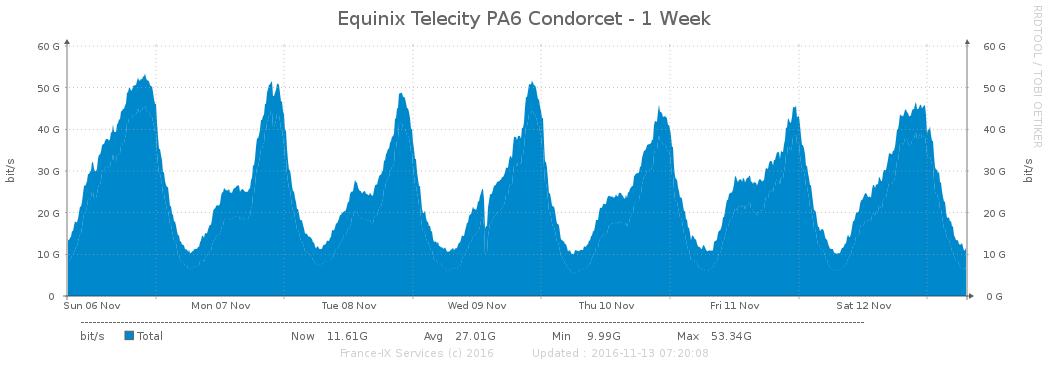 Equinix Telecity PA6 Condorcet - 1 Week
RRDTOOL / TOBI OETIKER
bit/s
60 G 60 G
50 G 50 G
40 G 40 G
30 G 30 G
20 G 20 G
10 G 10 G
0 0 G
bit/s
Sun 06 Nov Mon 07 Nov Tue 08 Nov Wed 09 Nov Thu 10 Nov Fri 11 Nov Sat 12 Nov
bit/s Total Now 11.61G Avg 27.01G Min 9.99G Max 53.34G
France-IX Services (c) 2016 Updated : 2016-11-13 07:20:08